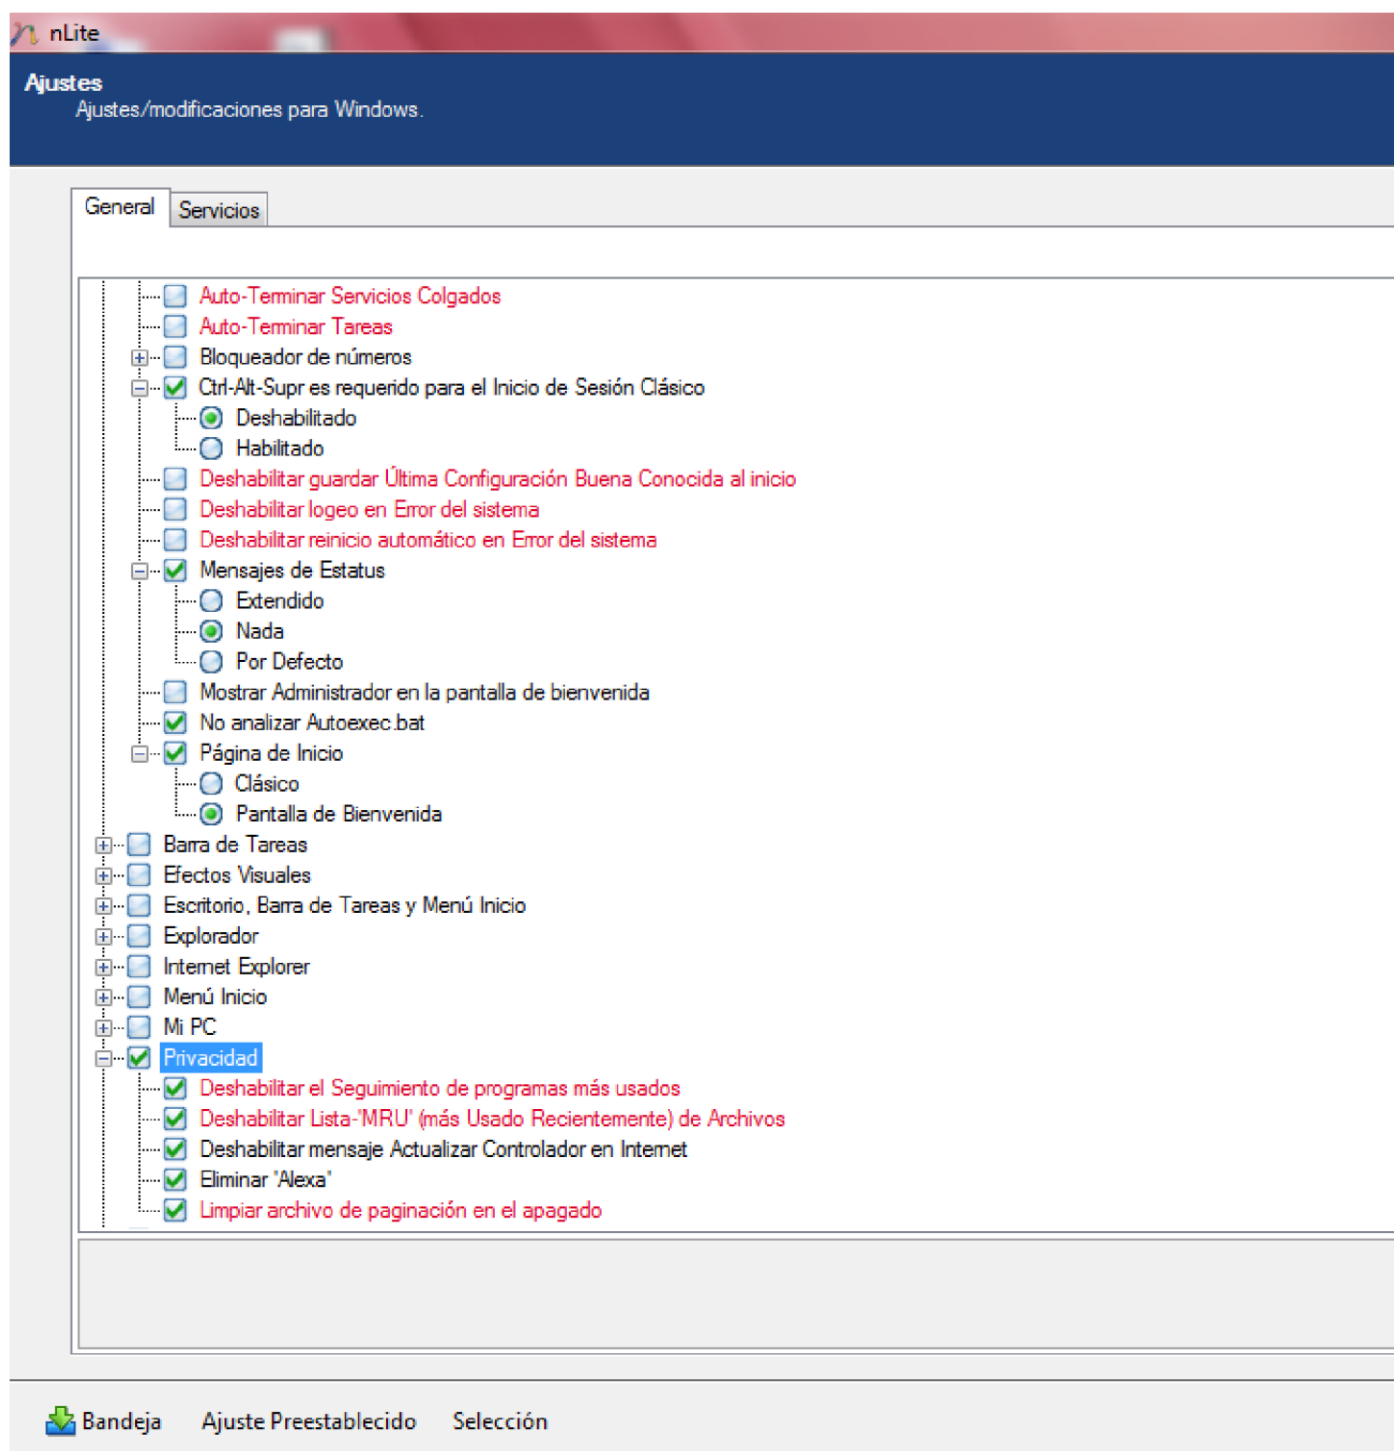 nLite
Ajustes
Ajustes/modificaciones para Windows.
General
Servicios
Auto-Terminar Servicios Colgados
Auto-Terminar Tareas
Bloqueador de números
Ctrl-Alt-Supr es requerido para el Inicio de Sesión Clásico
Deshabilitado
Habilitado
Deshabilitar guardar Última Configuración Buena Conocida al inicio
Deshabilitar logeo en Error del sistema
Deshabilitar reinicio automático en Error del sistema
Mensajes de Estatus
Extendido
Nada
Por Defecto
Mostrar Administrador en la pantalla de bienvenida
No analizar Autoexec.bat
Página de Inicio
Clásico
Pantalla de Bienvenida
Barra de Tareas
Efectos Visuales
Escritorio, Barra de Tareas y Menú Inicio
Explorador
Internet Explorer
Menú Inicio
Mi PC
Privacidad
Deshabilitar el Seguimiento de programas más usados
Deshabilitar Lista-'MRU' (más Usado Recientemente) de Archivos
Deshabilitar mensaje Actualizar Controlador en Internet
Eliminar 'Alexa'
Limpiar archivo de paginación en el apagado
Bandeja
Ajuste Preestablecido
Selección